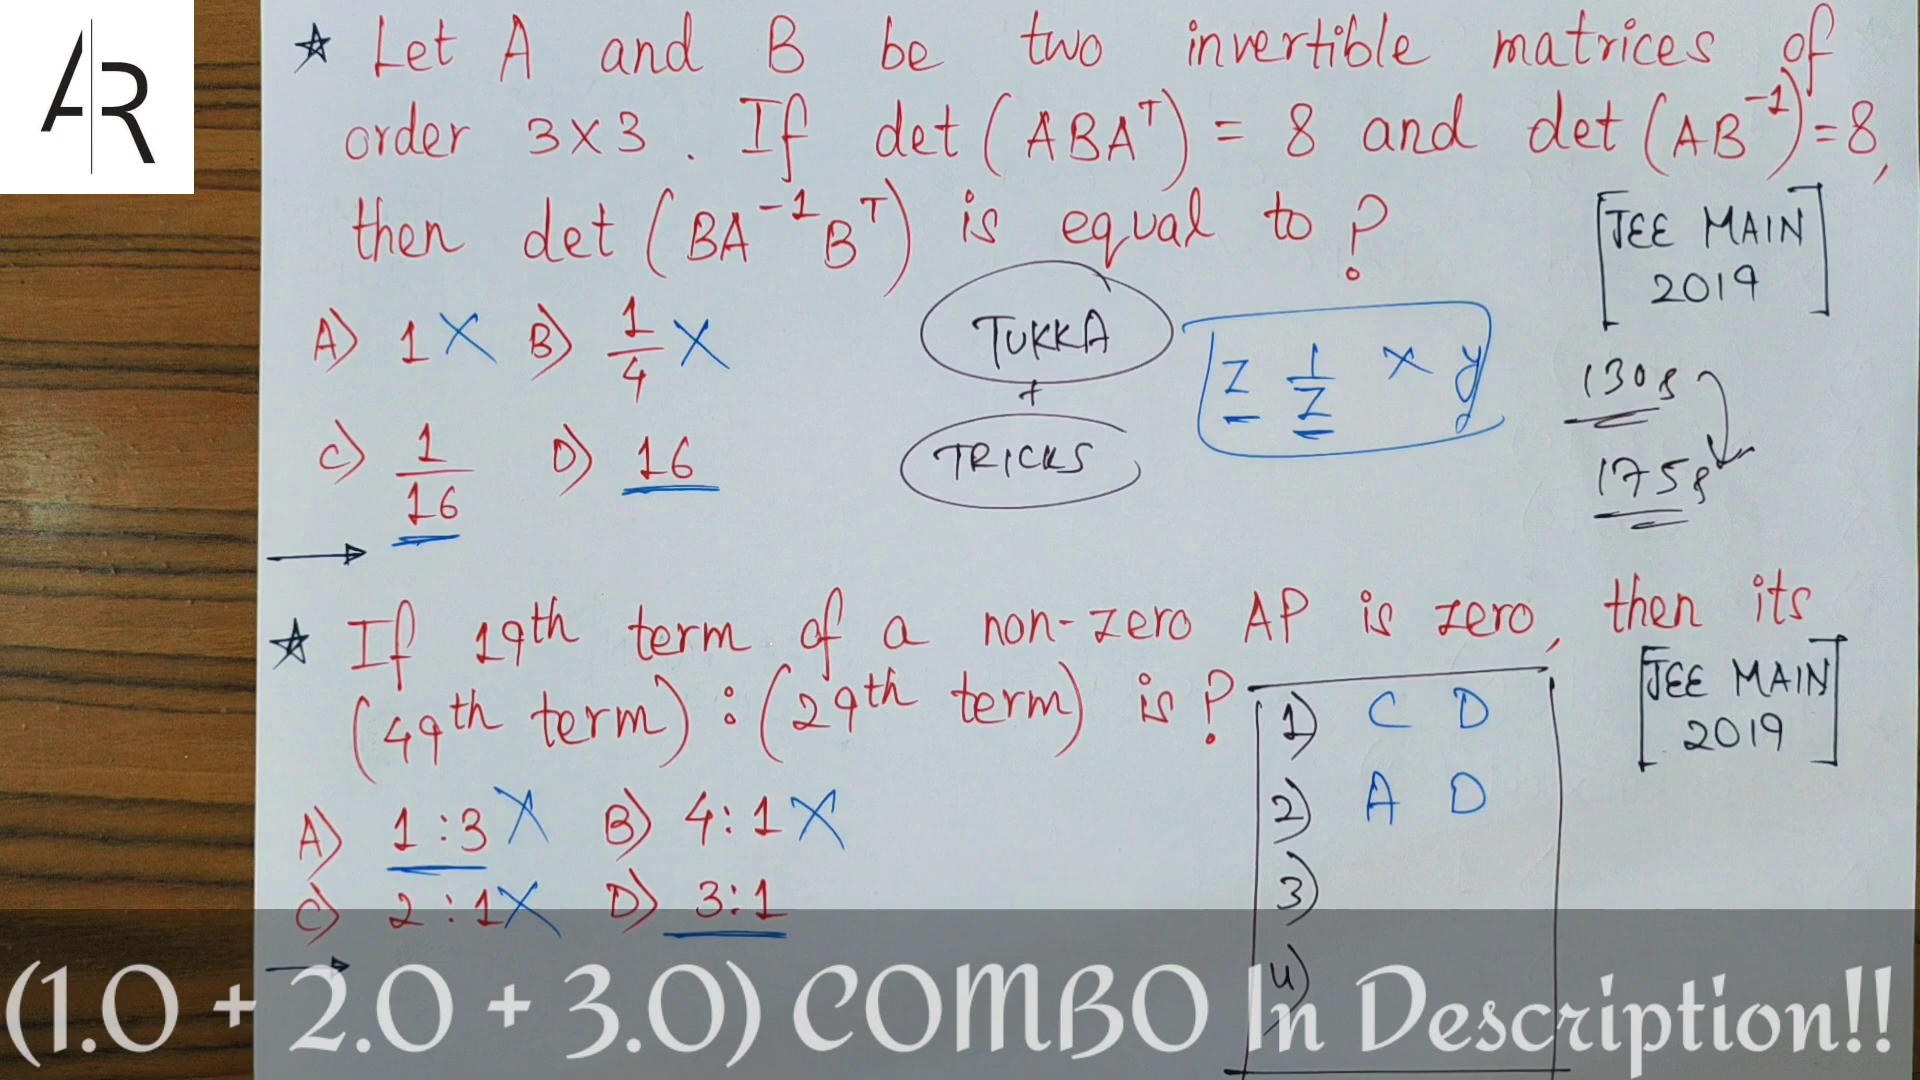 AR
☆ Let A and B be two invertible matrices of
order 3x3. If det (ABAᵀ) = 8 and det (AB⁻¹) = 8,
then det (BA⁻¹Bᵀ) is equal to ?
[JEE MAIN
2019]
A) 1 X B) 1/4 X
TUKKA
+
TRICKS
z 1/z x y
130s
175s
C) 1/16 D) 16
☆ If 19th term of a non-zero AP is zero, then its
(49th term) : (29th term) is ?
[JEE MAIN
2019]
A) 1:3 X B) 4:1 X
C) 2:1 X D) 3:1
1) C D
2) A D
3)
4)
(1.0 + 2.0 + 3.0) COMBO In Description!!